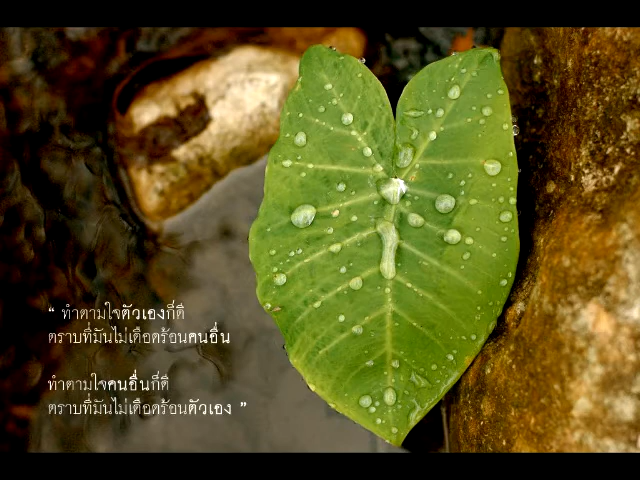 “ ทำตามใจตัวเองก็ดี
ตราบที่มันไม่เดือดร้อนคนอื่น
ทำตามใจคนอื่นก็ดี
ตราบที่มันไม่เดือดร้อนตัวเอง ”